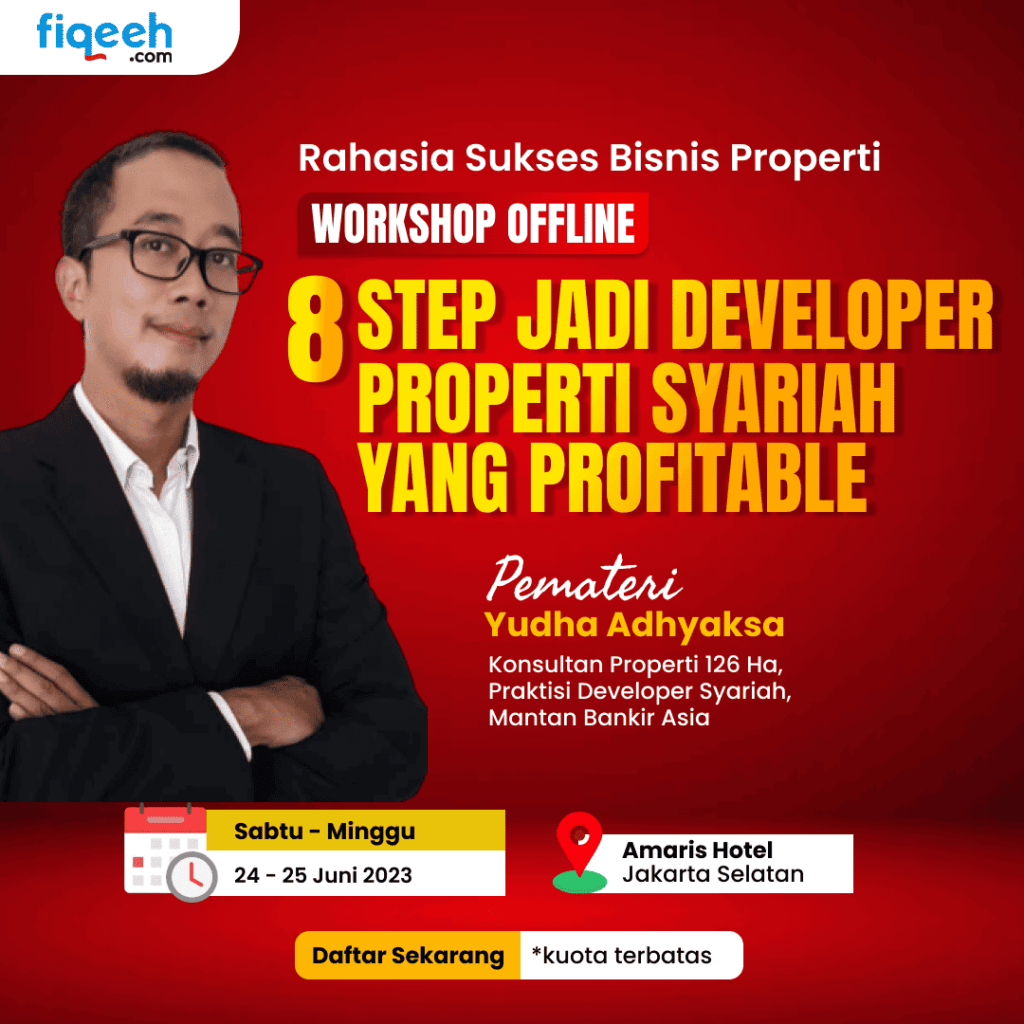 fiqeeh
.com
Rahasia Sukses Bisnis Properti
WORKSHOP OFFLINE
8 STEP JADI DEVELOPER
PROPERTI SYARIAH
YANG PROFITABLE
Pemateri
Yudha Adhyaksa
Konsultan Properti 126 Ha,
Praktisi Developer Syariah,
Mantan Bankir Asia
Sabtu - Minggu
24 - 25 Juni 2023
Amaris Hotel
Jakarta Selatan
Daftar Sekarang *kuota terbatas